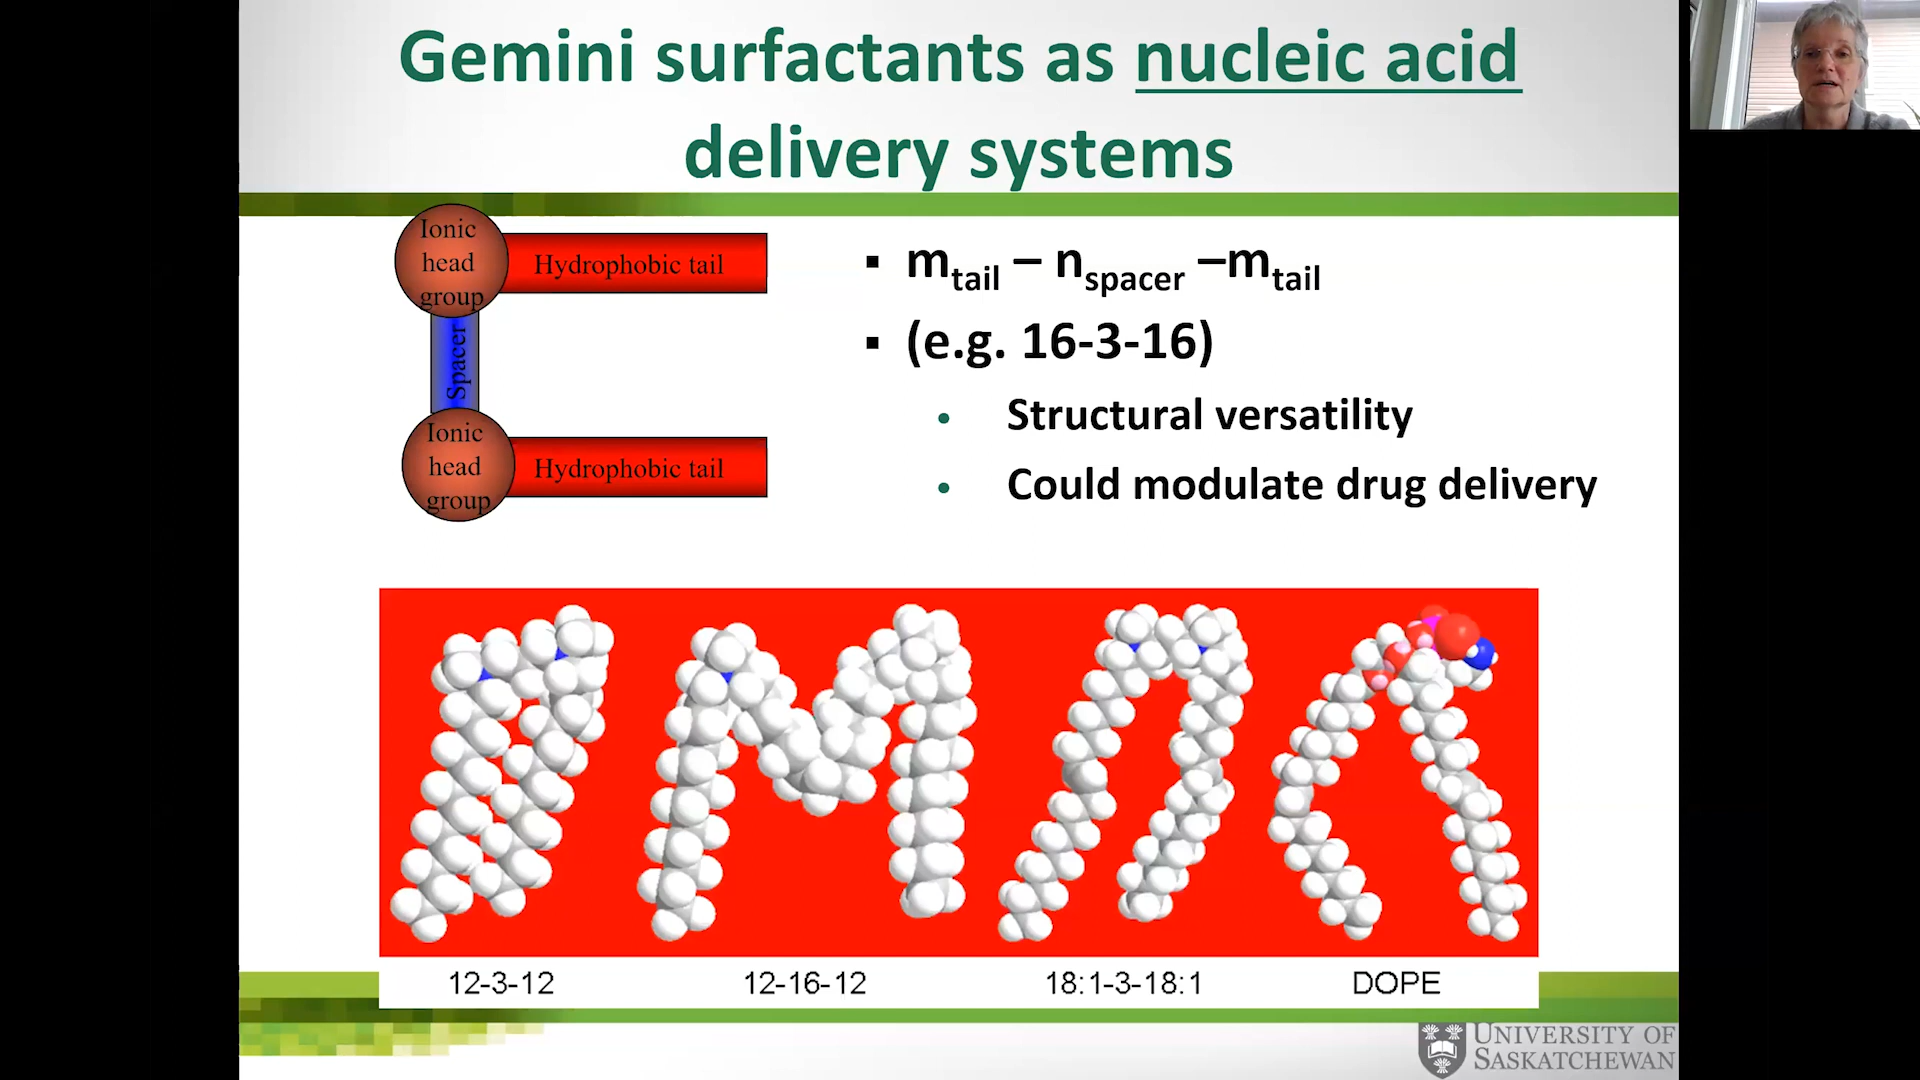 Gemini surfactants as nucleic acid
delivery systems
Ionic
head
group
Hydrophobic tail
Spacer
Ionic
head
group
Hydrophobic tail
▪ mtail – nspacer –mtail
▪ (e.g. 16-3-16)
• Structural versatility
• Could modulate drug delivery
12-3-12
12-16-12
18:1-3-18:1
DOPE
UNIVERSITY OF
SASKATCHEWAN